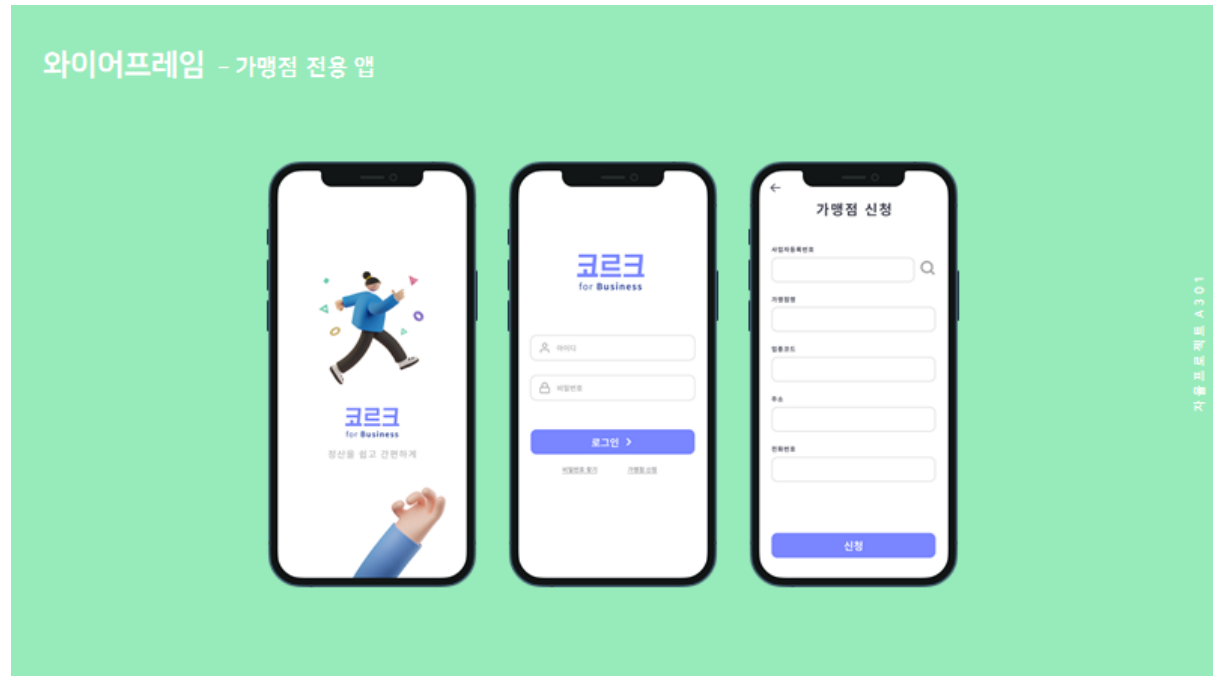 와이어프레임 – 가맹점 전용 앱
코르크
for Business
정산을 쉽고 간편하게
코르크
for Business
아이디
비밀번호
로그인 >
비밀번호 찾기 가맹점 신청
←
가맹점 신청
사업자등록번호
가맹점명
업종코드
주소
전화번호
신청
자율프로젝트 A301